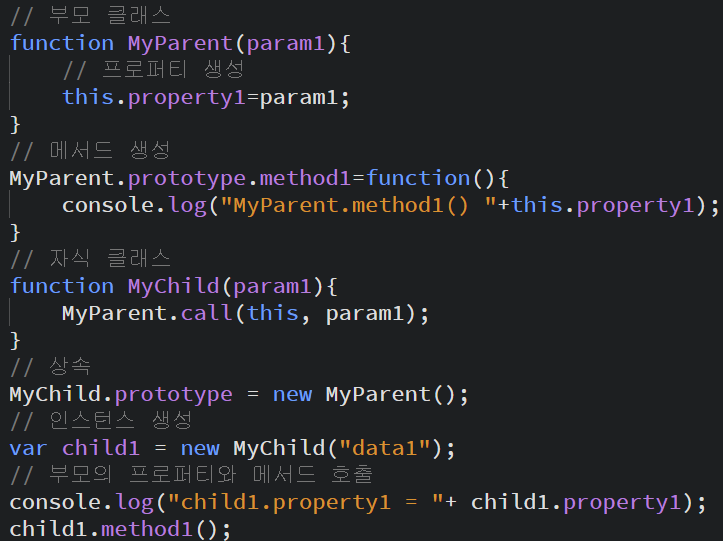 // 부모 클래스
function MyParent(param1){
    // 프로퍼티 생성
    this.property1=param1;
}
// 메서드 생성
MyParent.prototype.method1=function(){
    console.log("MyParent.method1() "+this.property1);
}
// 자식 클래스
function MyChild(param1){
    MyParent.call(this, param1);
}
// 상속
MyChild.prototype = new MyParent();
// 인스턴스 생성
var child1 = new MyChild("data1");
// 부모의 프로퍼티와 메서드 호출
console.log("child1.property1 = "+ child1.property1);
child1.method1();